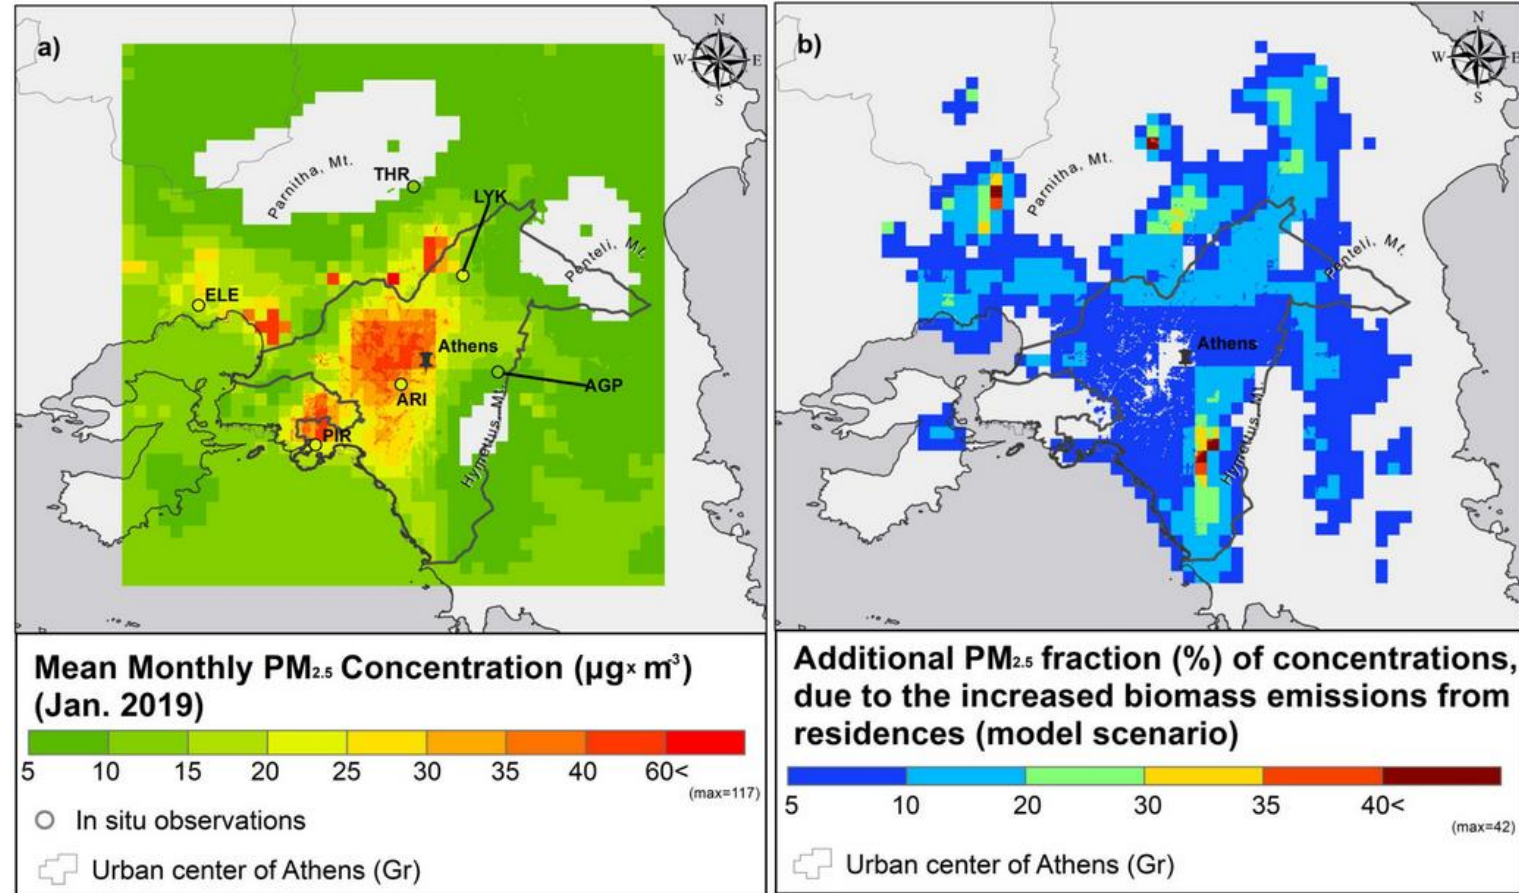 a)
N
W
E
S
Parnitha, Mt.
THR
LYK
Penteli, Mt.
ELE
Athens
ARI
AGP
PIR
Hymettus, Mt.
Mean Monthly PM2.5 Concentration (µg× m-3)
(Jan. 2019)
5 10 15 20 25 30 35 40 60<
(max=117)
In situ observations
Urban center of Athens (Gr)
b)
N
W
E
S
Parnitha, Mt.
Penteli, Mt.
Athens
Hymettus, Mt.
Additional PM2.5 fraction (%) of concentrations,
due to the increased biomass emissions from
residences (model scenario)
5 10 20 30 35 40<
(max=42)
Urban center of Athens (Gr)